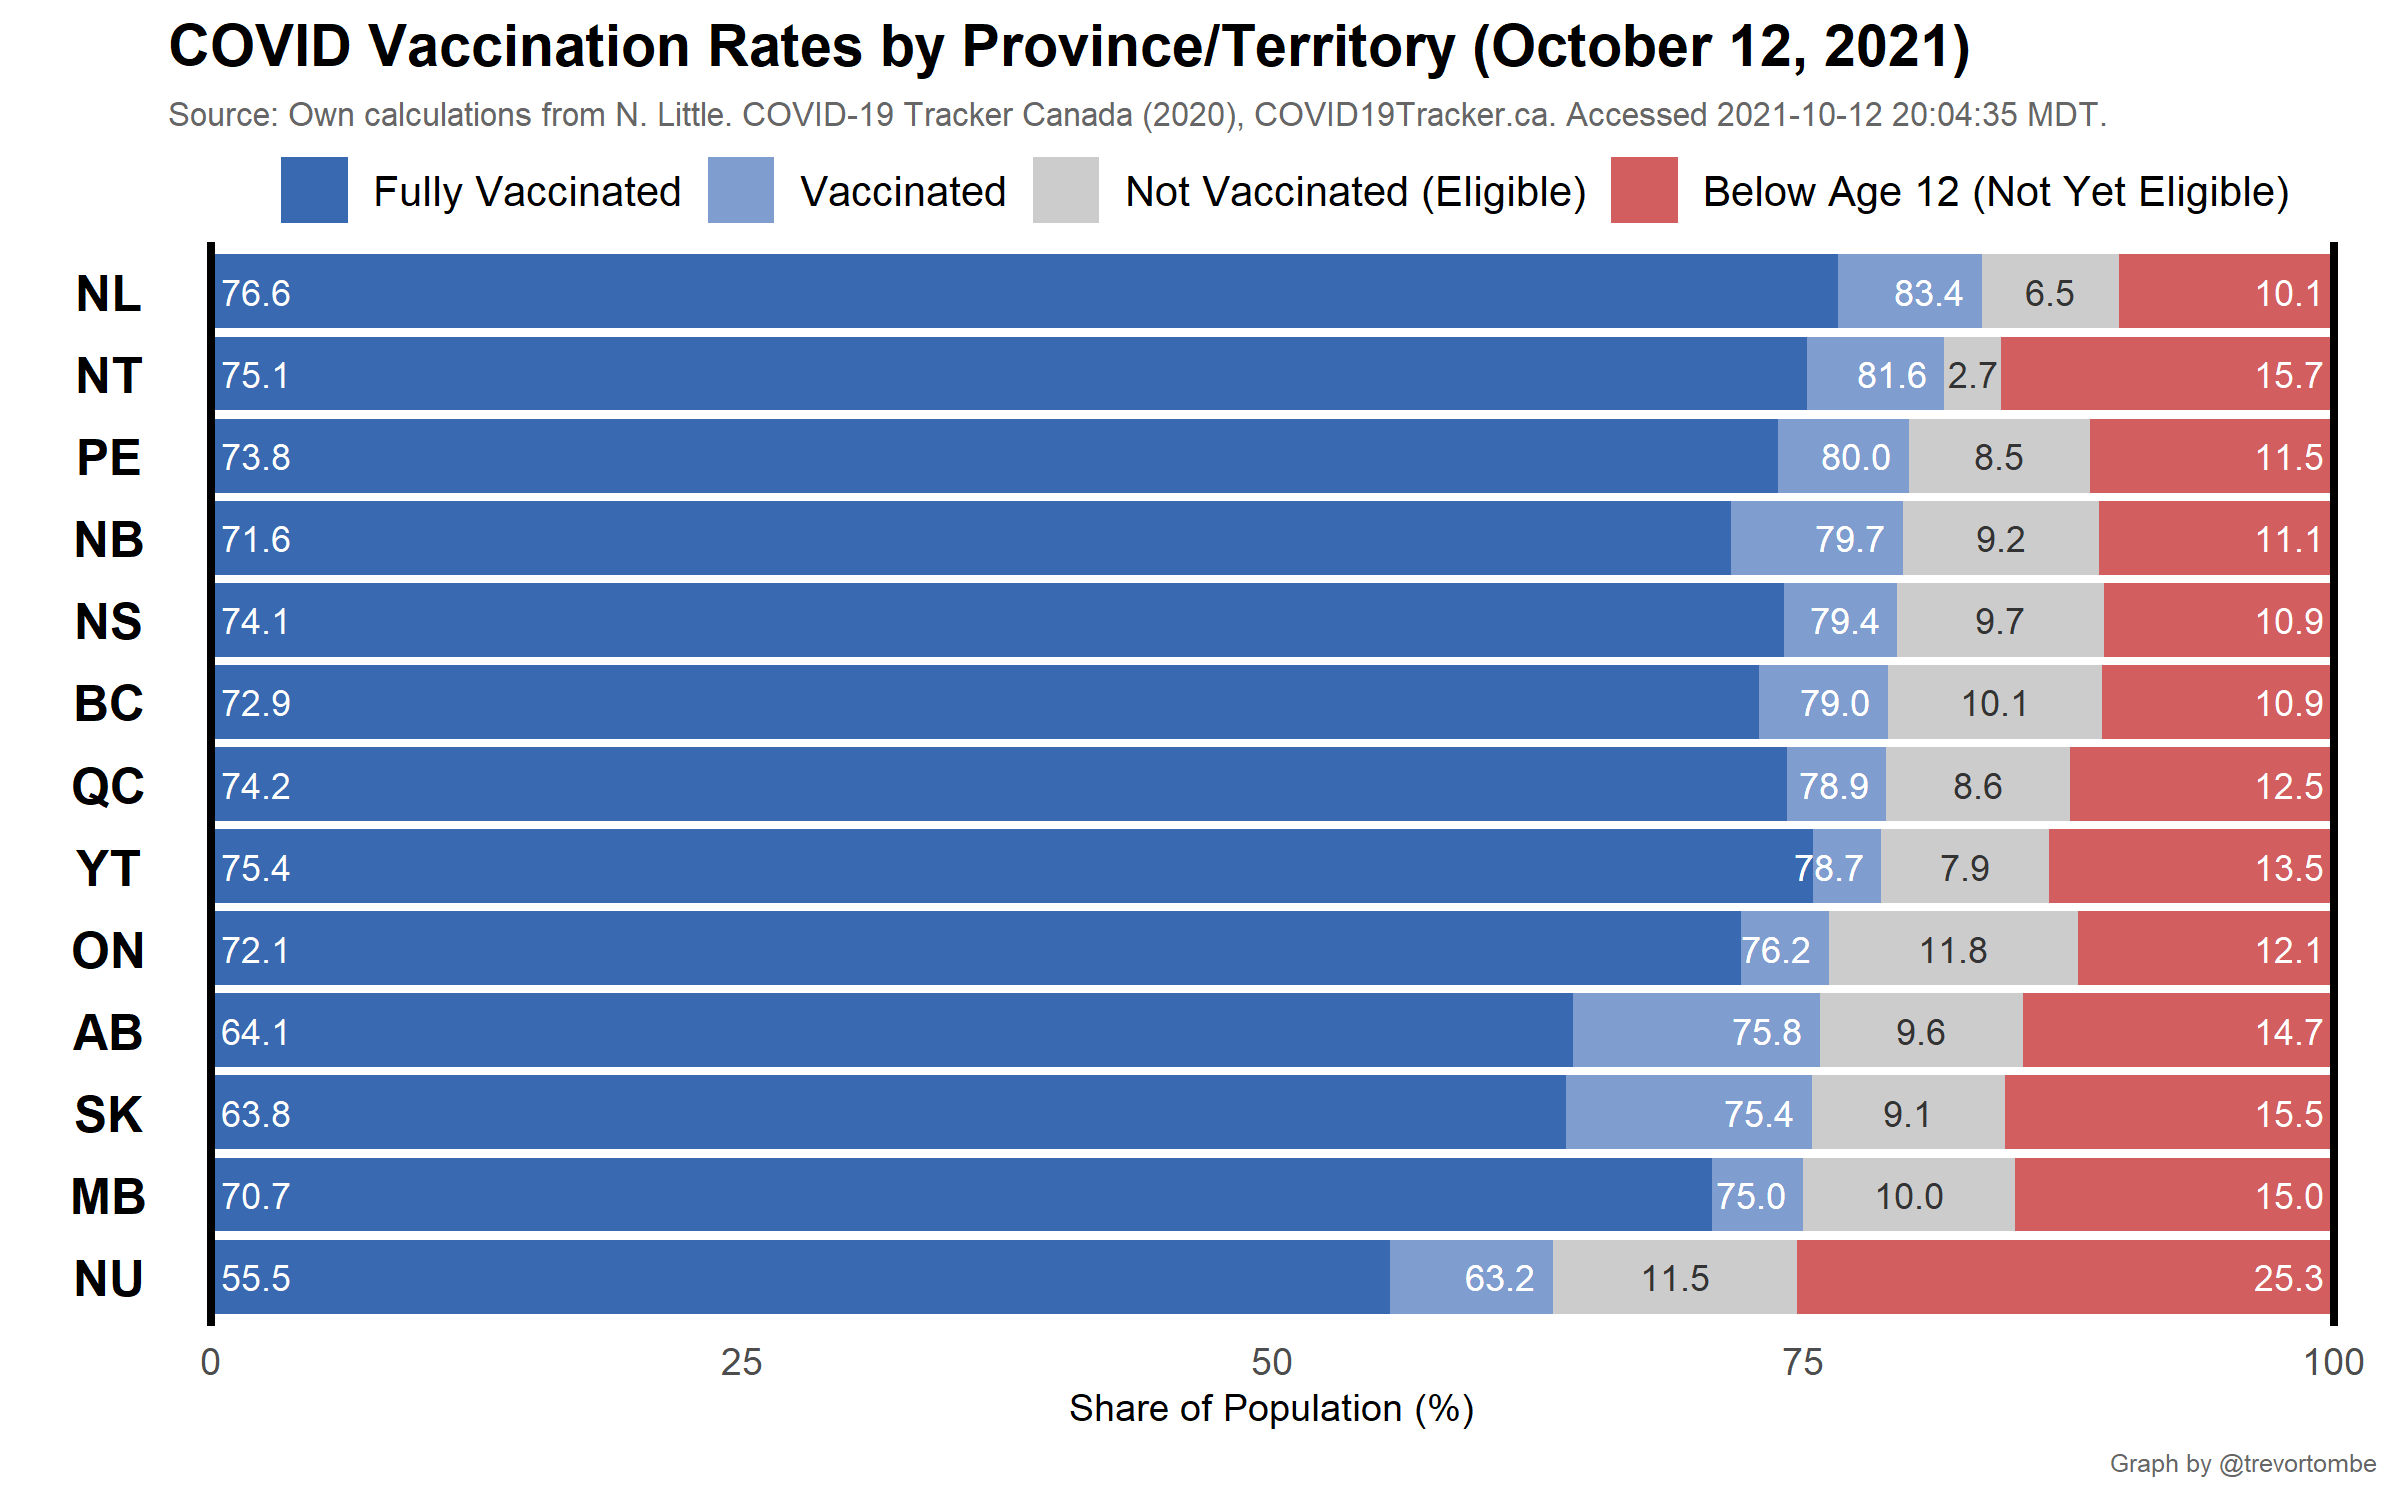 COVID Vaccination Rates by Province/Territory (October 12, 2021)
Source: Own calculations from N. Little. COVID-19 Tracker Canada (2020), COVID19Tracker.ca. Accessed 2021-10-12 20:04:35 MDT.
Fully Vaccinated Vaccinated Not Vaccinated (Eligible) Below Age 12 (Not Yet Eligible)
NL 76.6 83.4 6.5 10.1
NT 75.1 81.6 2.7 15.7
PE 73.8 80.0 8.5 11.5
NB 71.6 79.7 9.2 11.1
NS 74.1 79.4 9.7 10.9
BC 72.9 79.0 10.1 10.9
QC 74.2 78.9 8.6 12.5
YT 75.4 78.7 7.9 13.5
ON 72.1 76.2 11.8 12.1
AB 64.1 75.8 9.6 14.7
SK 63.8 75.4 9.1 15.5
MB 70.7 75.0 10.0 15.0
NU 55.5 63.2 11.5 25.3
0 25 50 75 100
Share of Population (%)
Graph by @trevortombe